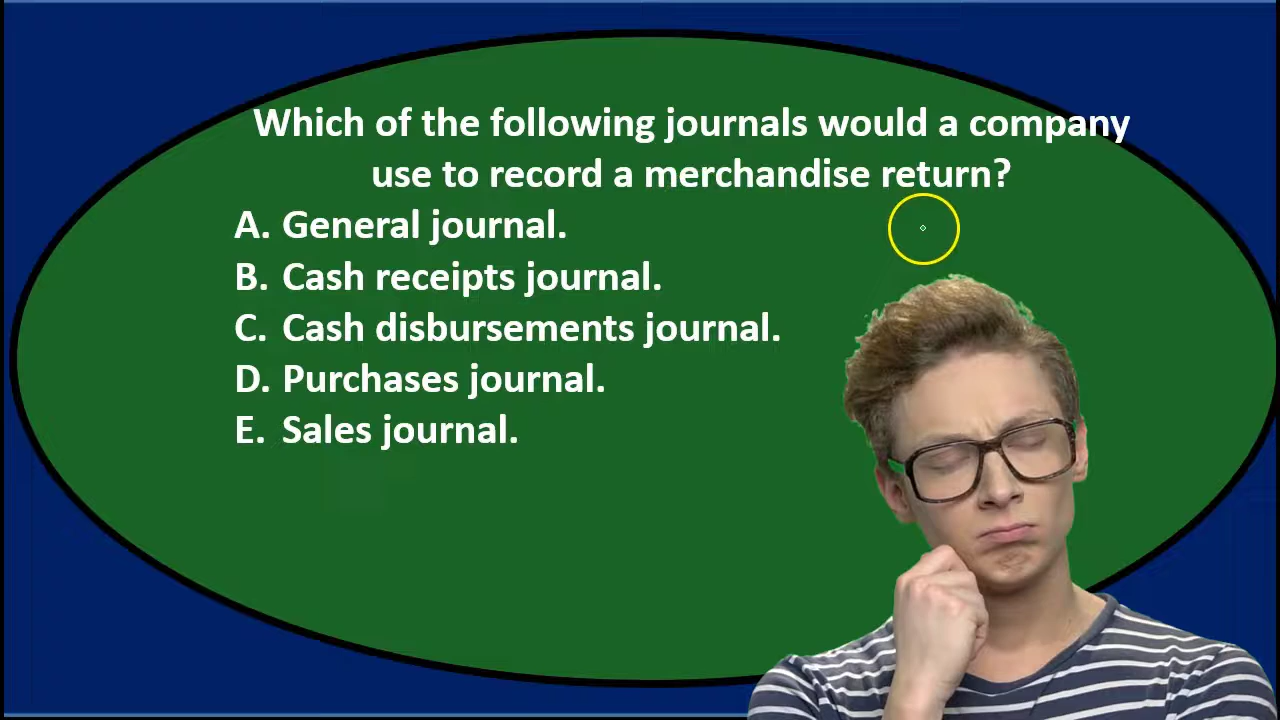 Which of the following journals would a company
use to record a merchandise return?
A. General journal.
B. Cash receipts journal.
C. Cash disbursements journal.
D. Purchases journal.
E. Sales journal.